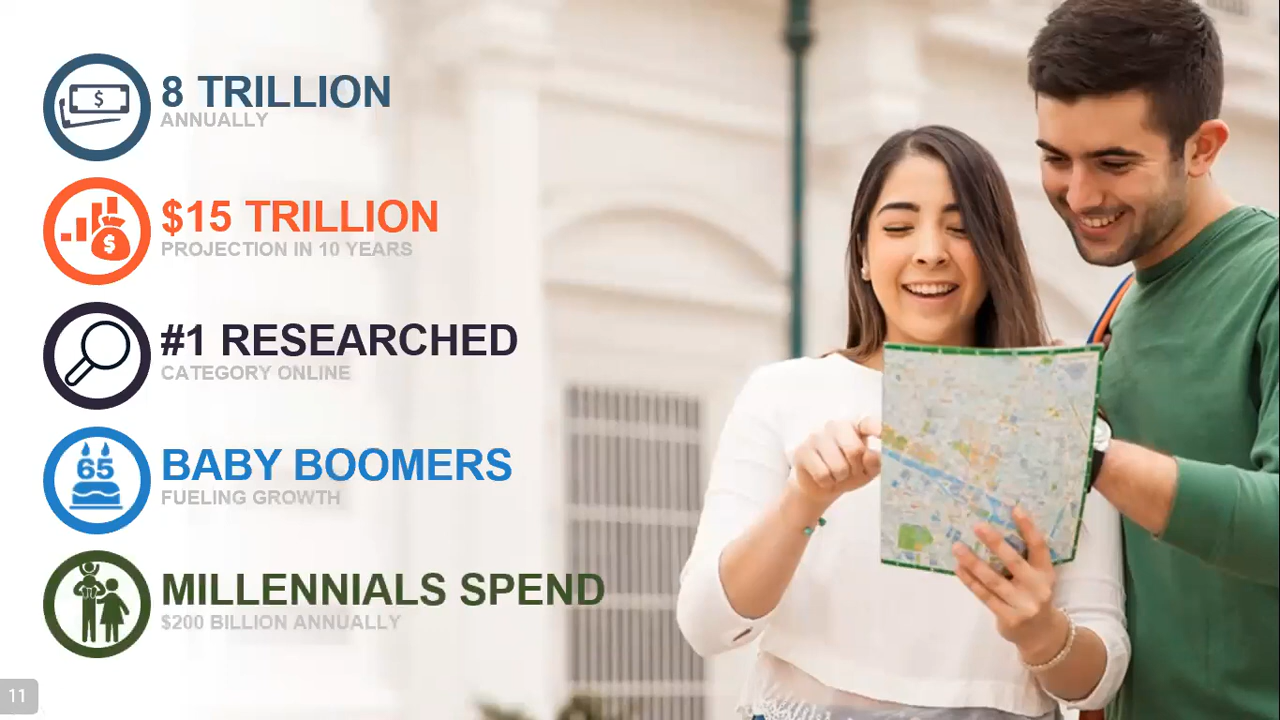 $
8 TRILLION
ANNUALLY
$
$15 TRILLION
PROJECTION IN 10 YEARS
#1 RESEARCHED
CATEGORY ONLINE
65
BABY BOOMERS
FUELING GROWTH
MILLENNIALS SPEND
$200 BILLION ANNUALLY
11